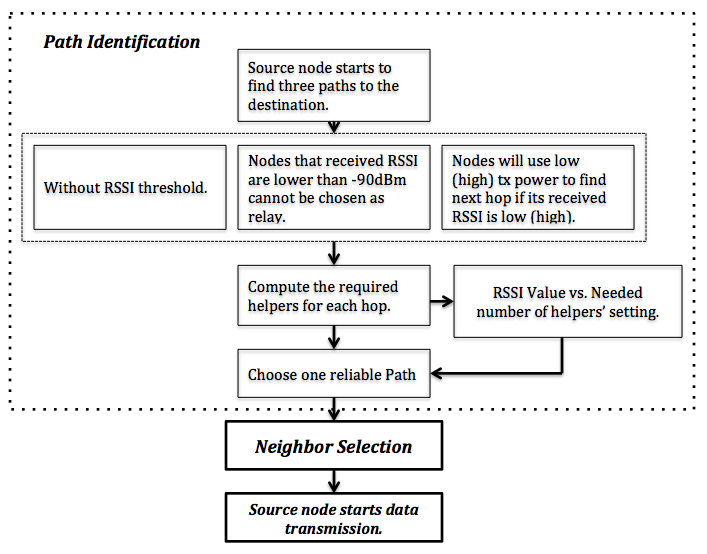 Path Identification
Source node starts to
find three paths to the
destination.
Without RSSI threshold.
Nodes that received RSSI
are lower than -90dBm
cannot be chosen as
relay.
Nodes will use low
(high) tx power to find
next hop if its received
RSSI is low (high).
Compute the required
helpers for each hop.
RSSI Value vs. Needed
number of helpers’ setting.
Choose one reliable Path
Neighbor Selection
Source node starts data
transmission.